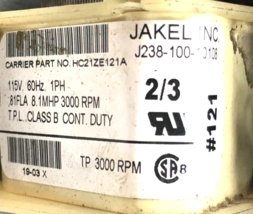 JAKEL INC.
J238-100-10108
CARRIER PART NO. HC21ZE121A
115V. 60Hz. 1PH
.81FLA 8.1MHP 3000 RPM
T.P.L. CLASS B CONT. DUTY
2/3
#121
19-03 X
TP 3000 RPM